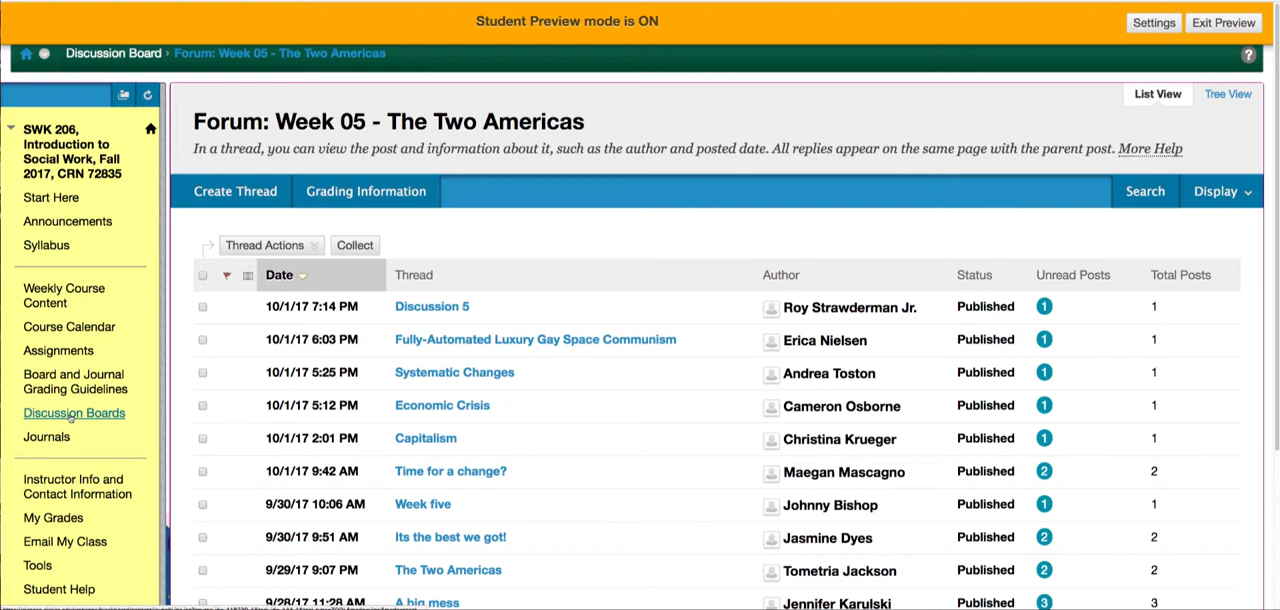 Student Preview mode is ON
Settings
Exit Preview
Discussion Board › Forum: Week 05 - The Two Americas
?
List View
Tree View
Forum: Week 05 - The Two Americas
In a thread, you can view the post and information about it, such as the author and posted date. All replies appear on the same page with the parent post. More Help
Create Thread
Grading Information
Search
Display
SWK 206,
Introduction to
Social Work, Fall
2017, CRN 72835
Start Here
Announcements
Syllabus
Weekly Course
Content
Course Calendar
Assignments
Board and Journal
Grading Guidelines
Discussion Boards
Journals
Instructor Info and
Contact Information
My Grades
Email My Class
Tools
Student Help
Thread Actions
Collect
Date Thread Author Status Unread Posts Total Posts
10/1/17 7:14 PM Discussion 5 Roy Strawderman Jr. Published 1 1
10/1/17 6:03 PM Fully-Automated Luxury Gay Space Communism Erica Nielsen Published 1 1
10/1/17 5:25 PM Systematic Changes Andrea Toston Published 1 1
10/1/17 5:12 PM Economic Crisis Cameron Osborne Published 1 1
10/1/17 2:01 PM Capitalism Christina Krueger Published 1 1
10/1/17 9:42 AM Time for a change? Maegan Mascagno Published 2 2
9/30/17 10:06 AM Week five Johnny Bishop Published 1 1
9/30/17 9:51 AM Its the best we got! Jasmine Dyes Published 2 2
9/29/17 9:07 PM The Two Americas Tometria Jackson Published 2 2
9/28/17 11:28 AM A big mess Jennifer Karulski Published 3 3